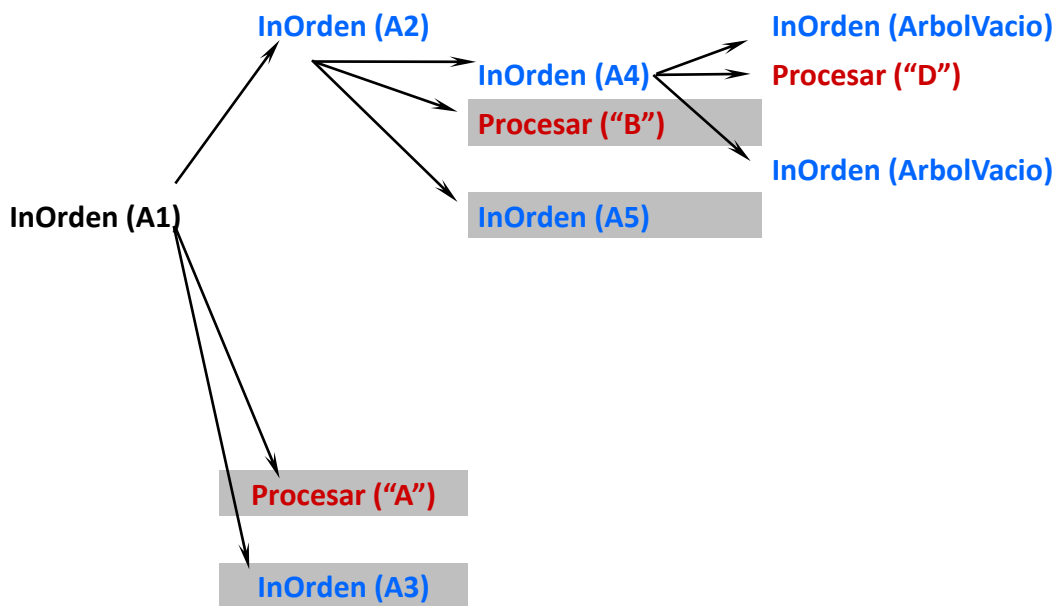 InOrden (A2)
InOrden (ArbolVacio)
InOrden (A4)
Procesar (“D”)
Procesar (“B”)
InOrden (ArbolVacio)
InOrden (A1)
InOrden (A5)
Procesar (“A”)
InOrden (A3)